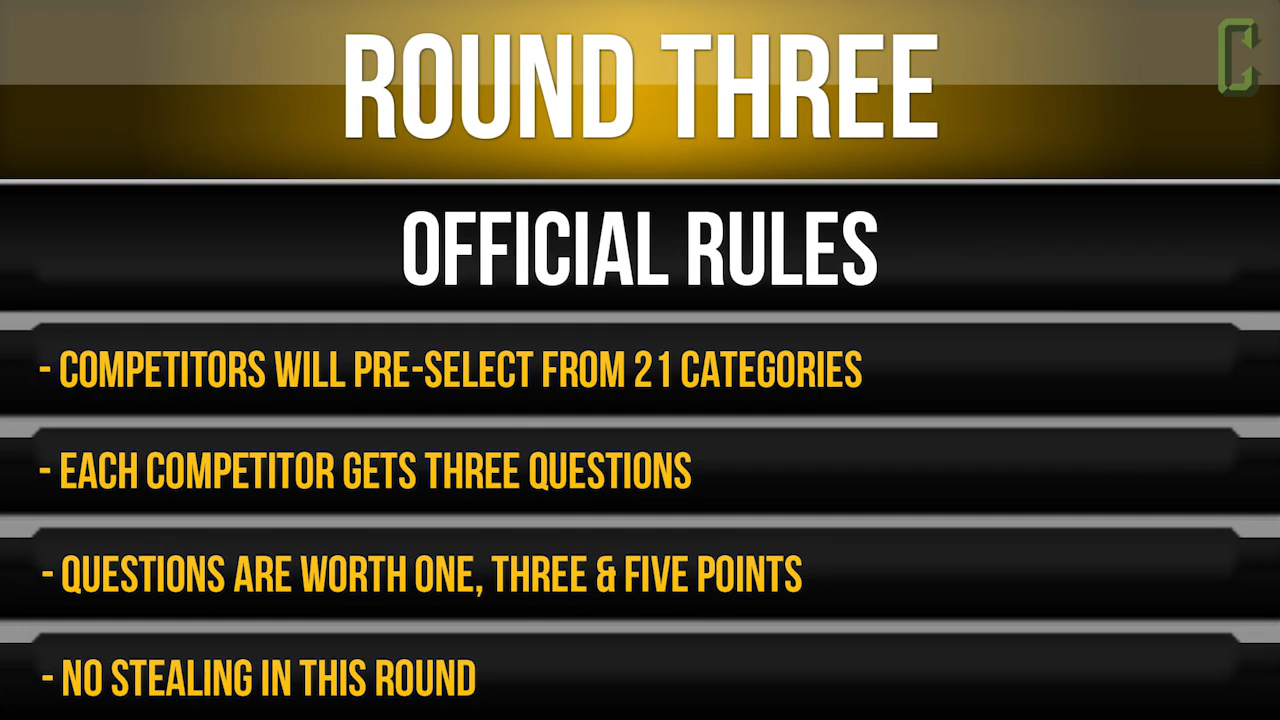 ROUND THREE
OFFICIAL RULES
- COMPETITORS WILL PRE-SELECT FROM 21 CATEGORIES
- EACH COMPETITOR GETS THREE QUESTIONS
- QUESTIONS ARE WORTH ONE, THREE & FIVE POINTS
- NO STEALING IN THIS ROUND